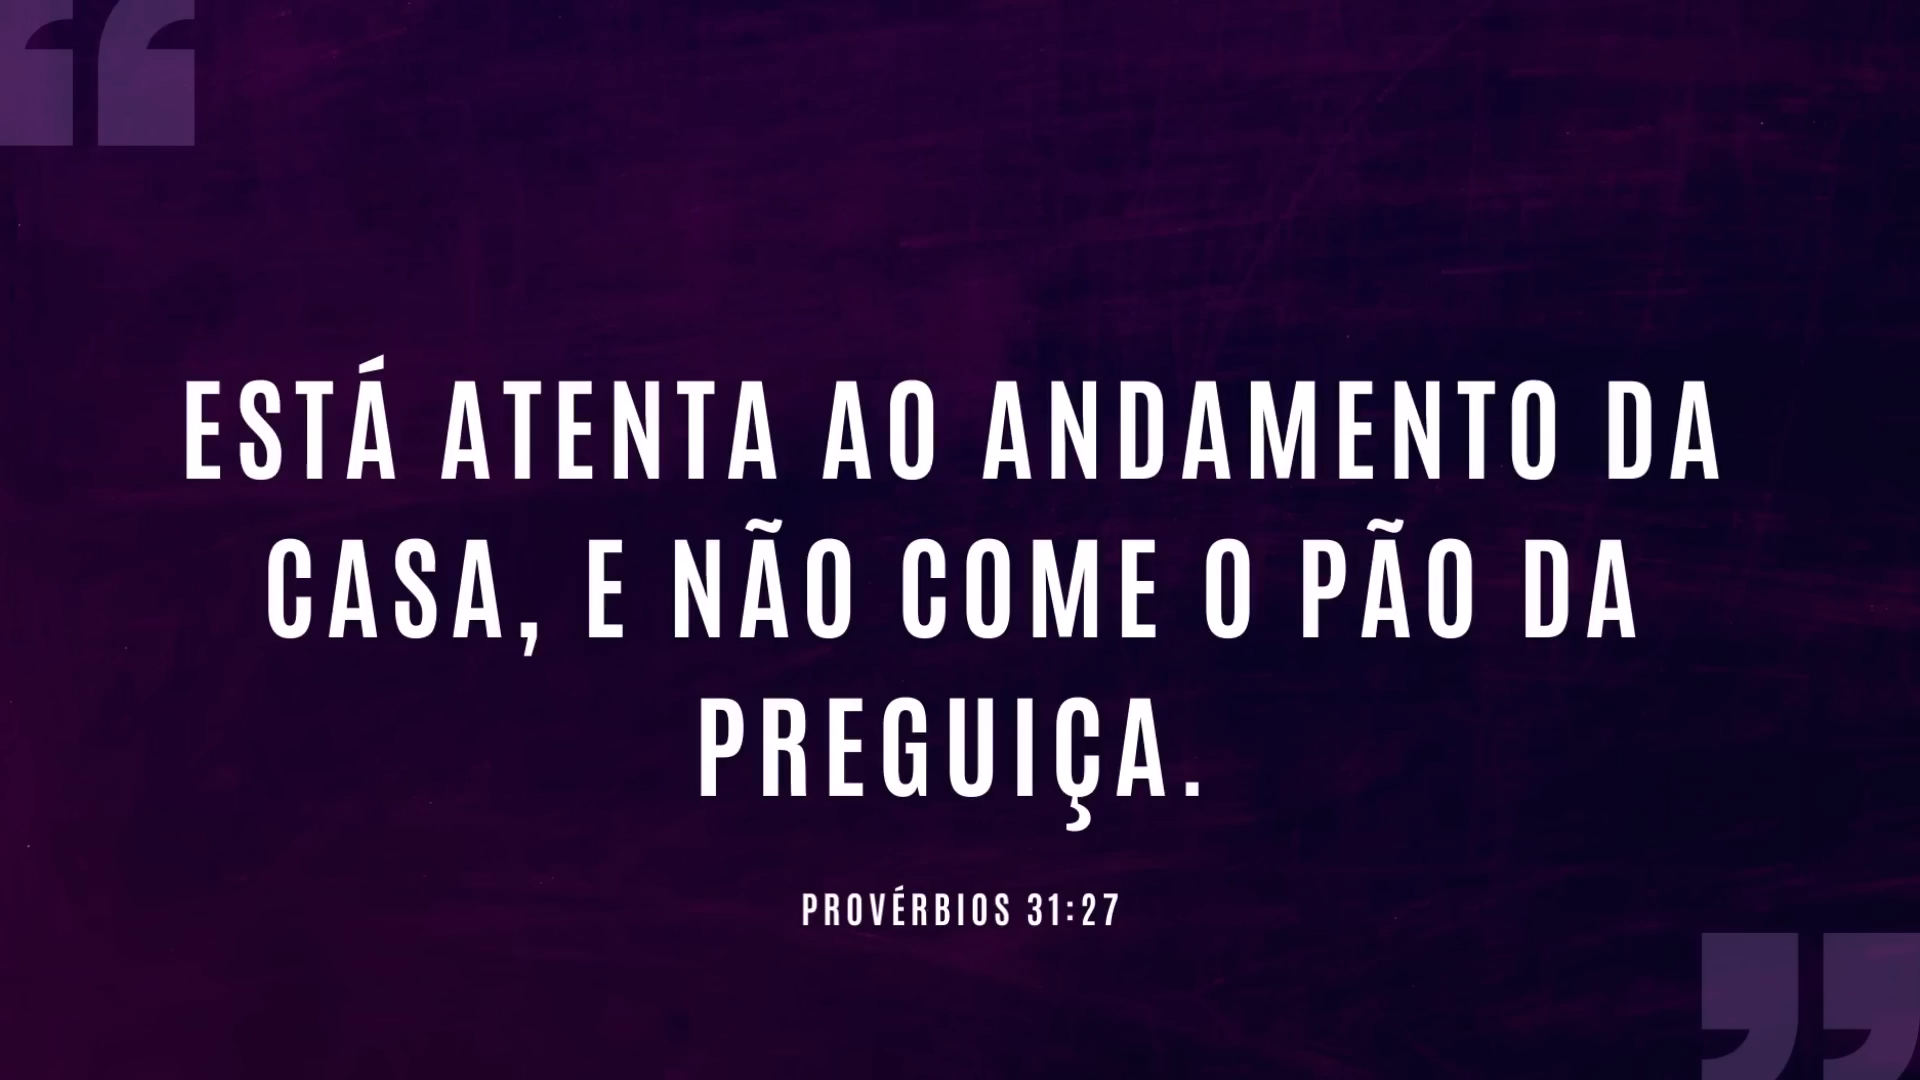 ESTÁ ATENTA AO ANDAMENTO DA
CASA, E NÃO COME O PÃO DA
PREGUIÇA.
PROVÉRBIOS 31:27